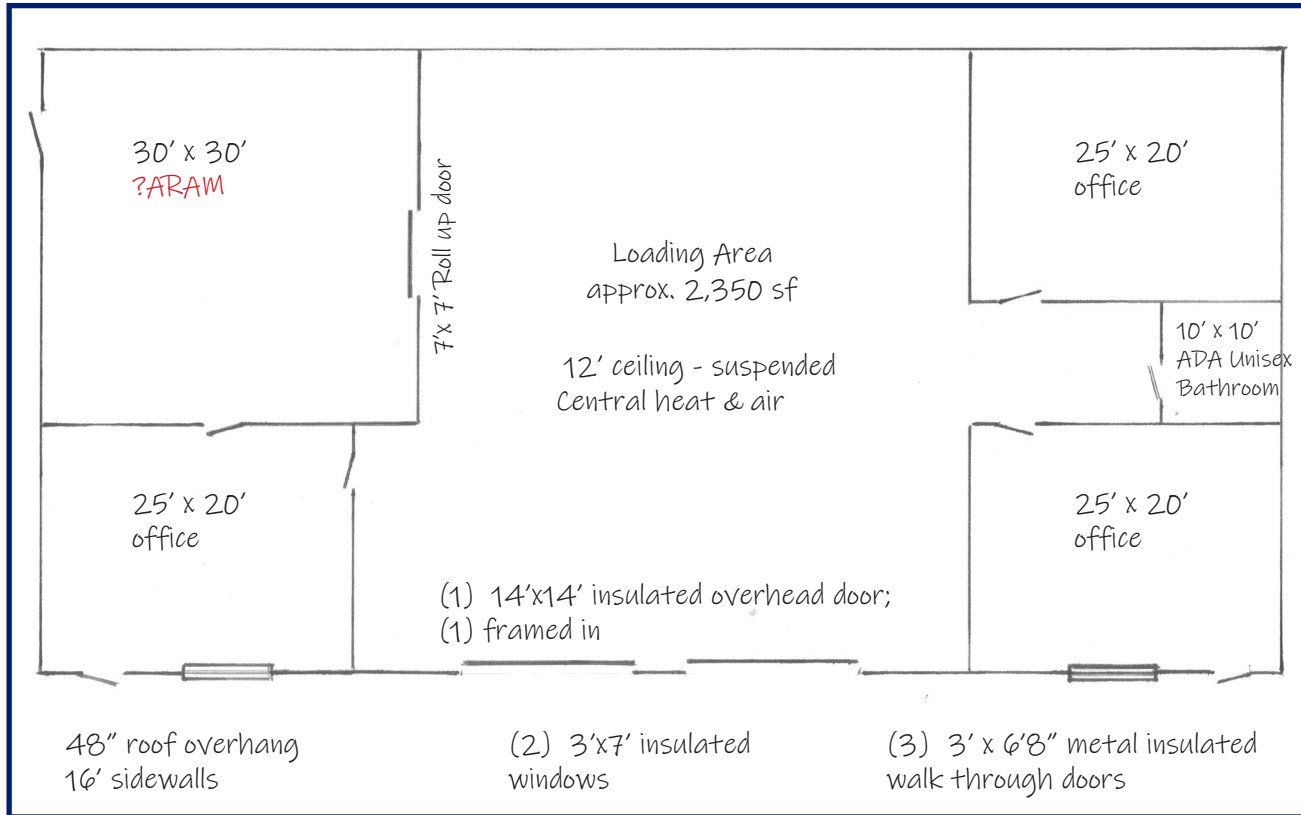 30' x 30'
?ARAM
7'x 7' Roll up door
Loading Area
approx. 2,350 sf
12' ceiling - suspended
Central heat & air
25' x 20'
office
10' x 10'
ADA Unisex
Bathroom
25' x 20'
office
25' x 20'
office
(1) 14'x14' insulated overhead door;
(1) framed in
48" roof overhang
16' sidewalls
(2) 3'x7' insulated
windows
(3) 3' x 6'8" metal insulated
walk through doors